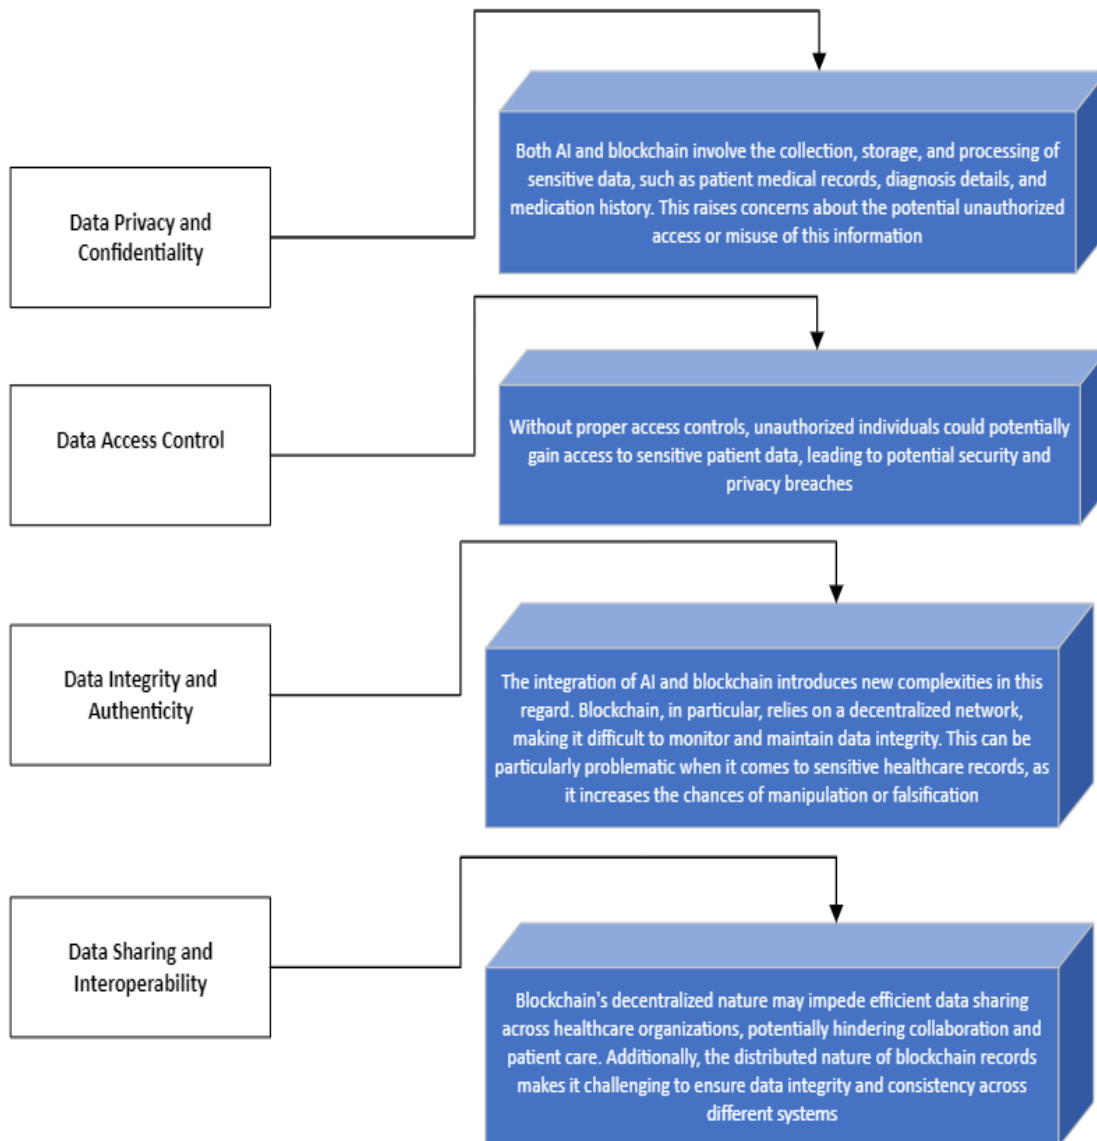 Data Privacy and
Confidentiality
Both AI and blockchain involve the collection, storage, and processing of
sensitive data, such as patient medical records, diagnosis details, and
medication history. This raises concerns about the potential unauthorized
access or misuse of this information
Data Access Control
Without proper access controls, unauthorized individuals could potentially
gain access to sensitive patient data, leading to potential security and
privacy breaches
Data Integrity and
Authenticity
The integration of AI and blockchain introduces new complexities in this
regard. Blockchain, in particular, relies on a decentralized network,
making it difficult to monitor and maintain data integrity. This can be
particularly problematic when it comes to sensitive healthcare records, as
it increases the chances of manipulation or falsification
Data Sharing and
Interoperability
Blockchain's decentralized nature may impede efficient data sharing
across healthcare organizations, potentially hindering collaboration and
patient care. Additionally, the distributed nature of blockchain records
makes it challenging to ensure data integrity and consistency across
different systems